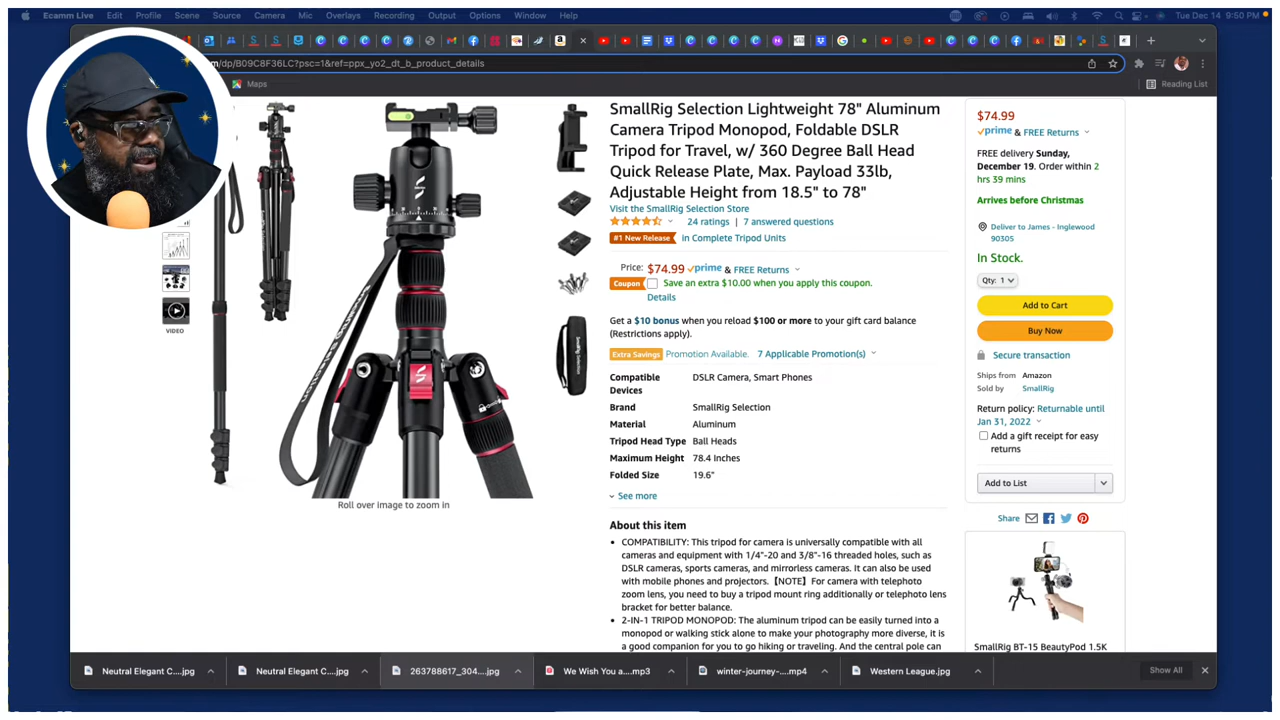 Ecamm Live Edit Profile Scene Source Camera Mic Overlays Recording Output Options Window Help Tue Dec 14 9:50 PM
om/dp/B09C8F36LC?psc=1&ref=ppx_yo2_dt_b_product_details
Maps
Reading List
SmallRig Selection Lightweight 78" Aluminum
Camera Tripod Monopod, Foldable DSLR
Tripod for Travel, w/ 360 Degree Ball Head
Quick Release Plate, Max. Payload 33lb,
Adjustable Height from 18.5" to 78"
Visit the SmallRig Selection Store
24 ratings | 7 answered questions
#1 New Release in Complete Tripod Units
Price: $74.99 prime & FREE Returns
Coupon Save an extra $10.00 when you apply this coupon.
Details
Get a $10 bonus when you reload $100 or more to your gift card balance
(Restrictions apply).
Extra Savings Promotion Available. 7 Applicable Promotion(s)
Compatible DSLR Camera, Smart Phones
Devices
Brand SmallRig Selection
Material Aluminum
Tripod Head Type Ball Heads
Maximum Height 78.4 Inches
Folded Size 19.6"
See more
About this item
• COMPATIBILITY: This tripod for camera is universally compatible with all
cameras and equipment with 1/4"-20 and 3/8"-16 threaded holes, such as
DSLR cameras, sports cameras, and mirrorless cameras. It can also be used
with mobile phones and projectors.【NOTE】For camera with telephoto
zoom lens, you need to buy a tripod mount ring additionally or telephoto lens
bracket for better balance.
• 2-IN-1 TRIPOD MONOPOD: The aluminum tripod can be easily turned into a
monopod or walking stick alone to make your photography more diverse, it is
a good companion for you to go hiking or traveling. And the central pole can
VIDEO
Roll over image to zoom in
$74.99
prime & FREE Returns
FREE delivery Sunday,
December 19. Order within 2
hrs 39 mins
Arrives before Christmas
Deliver to James - Inglewood
90305
In Stock.
Qty: 1
Add to Cart
Buy Now
Secure transaction
Ships from Amazon
Sold by SmallRig
Return policy: Returnable until
Jan 31, 2022
Add a gift receipt for easy
returns
Add to List
Share
SmallRig BT-15 BeautyPod 1.5K
Neutral Elegant C....jpg
Neutral Elegant C....jpg
263788617_304....jpg
We Wish You a....mp3
winter-journey-....mp4
Western League.jpg
Show All